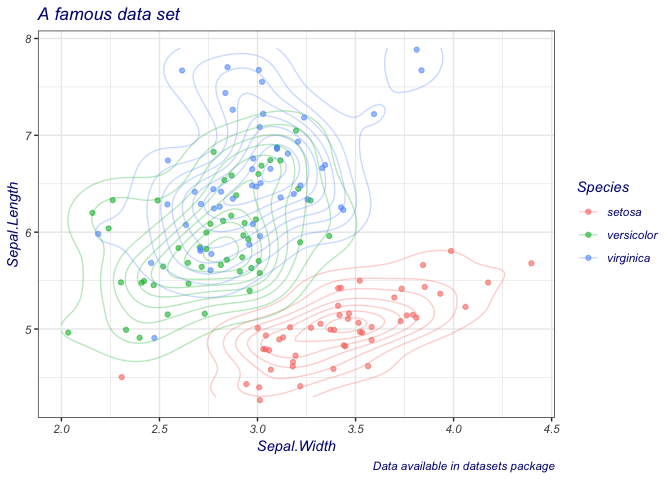 A famous data set
8
7
6
5
Sepal.Length
2.0 2.5 3.0 3.5 4.0 4.5
Sepal.Width
Species
setosa
versicolor
virginica
Data available in datasets package